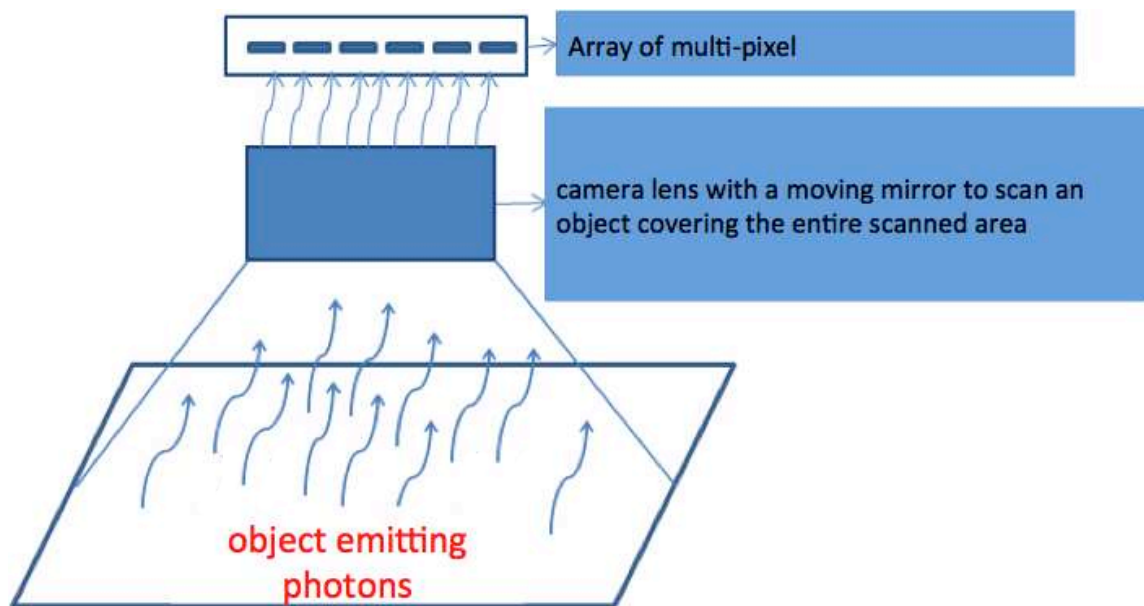 Array of multi-pixel
camera lens with a moving mirror to scan an
object covering the entire scanned area
object emitting
photons